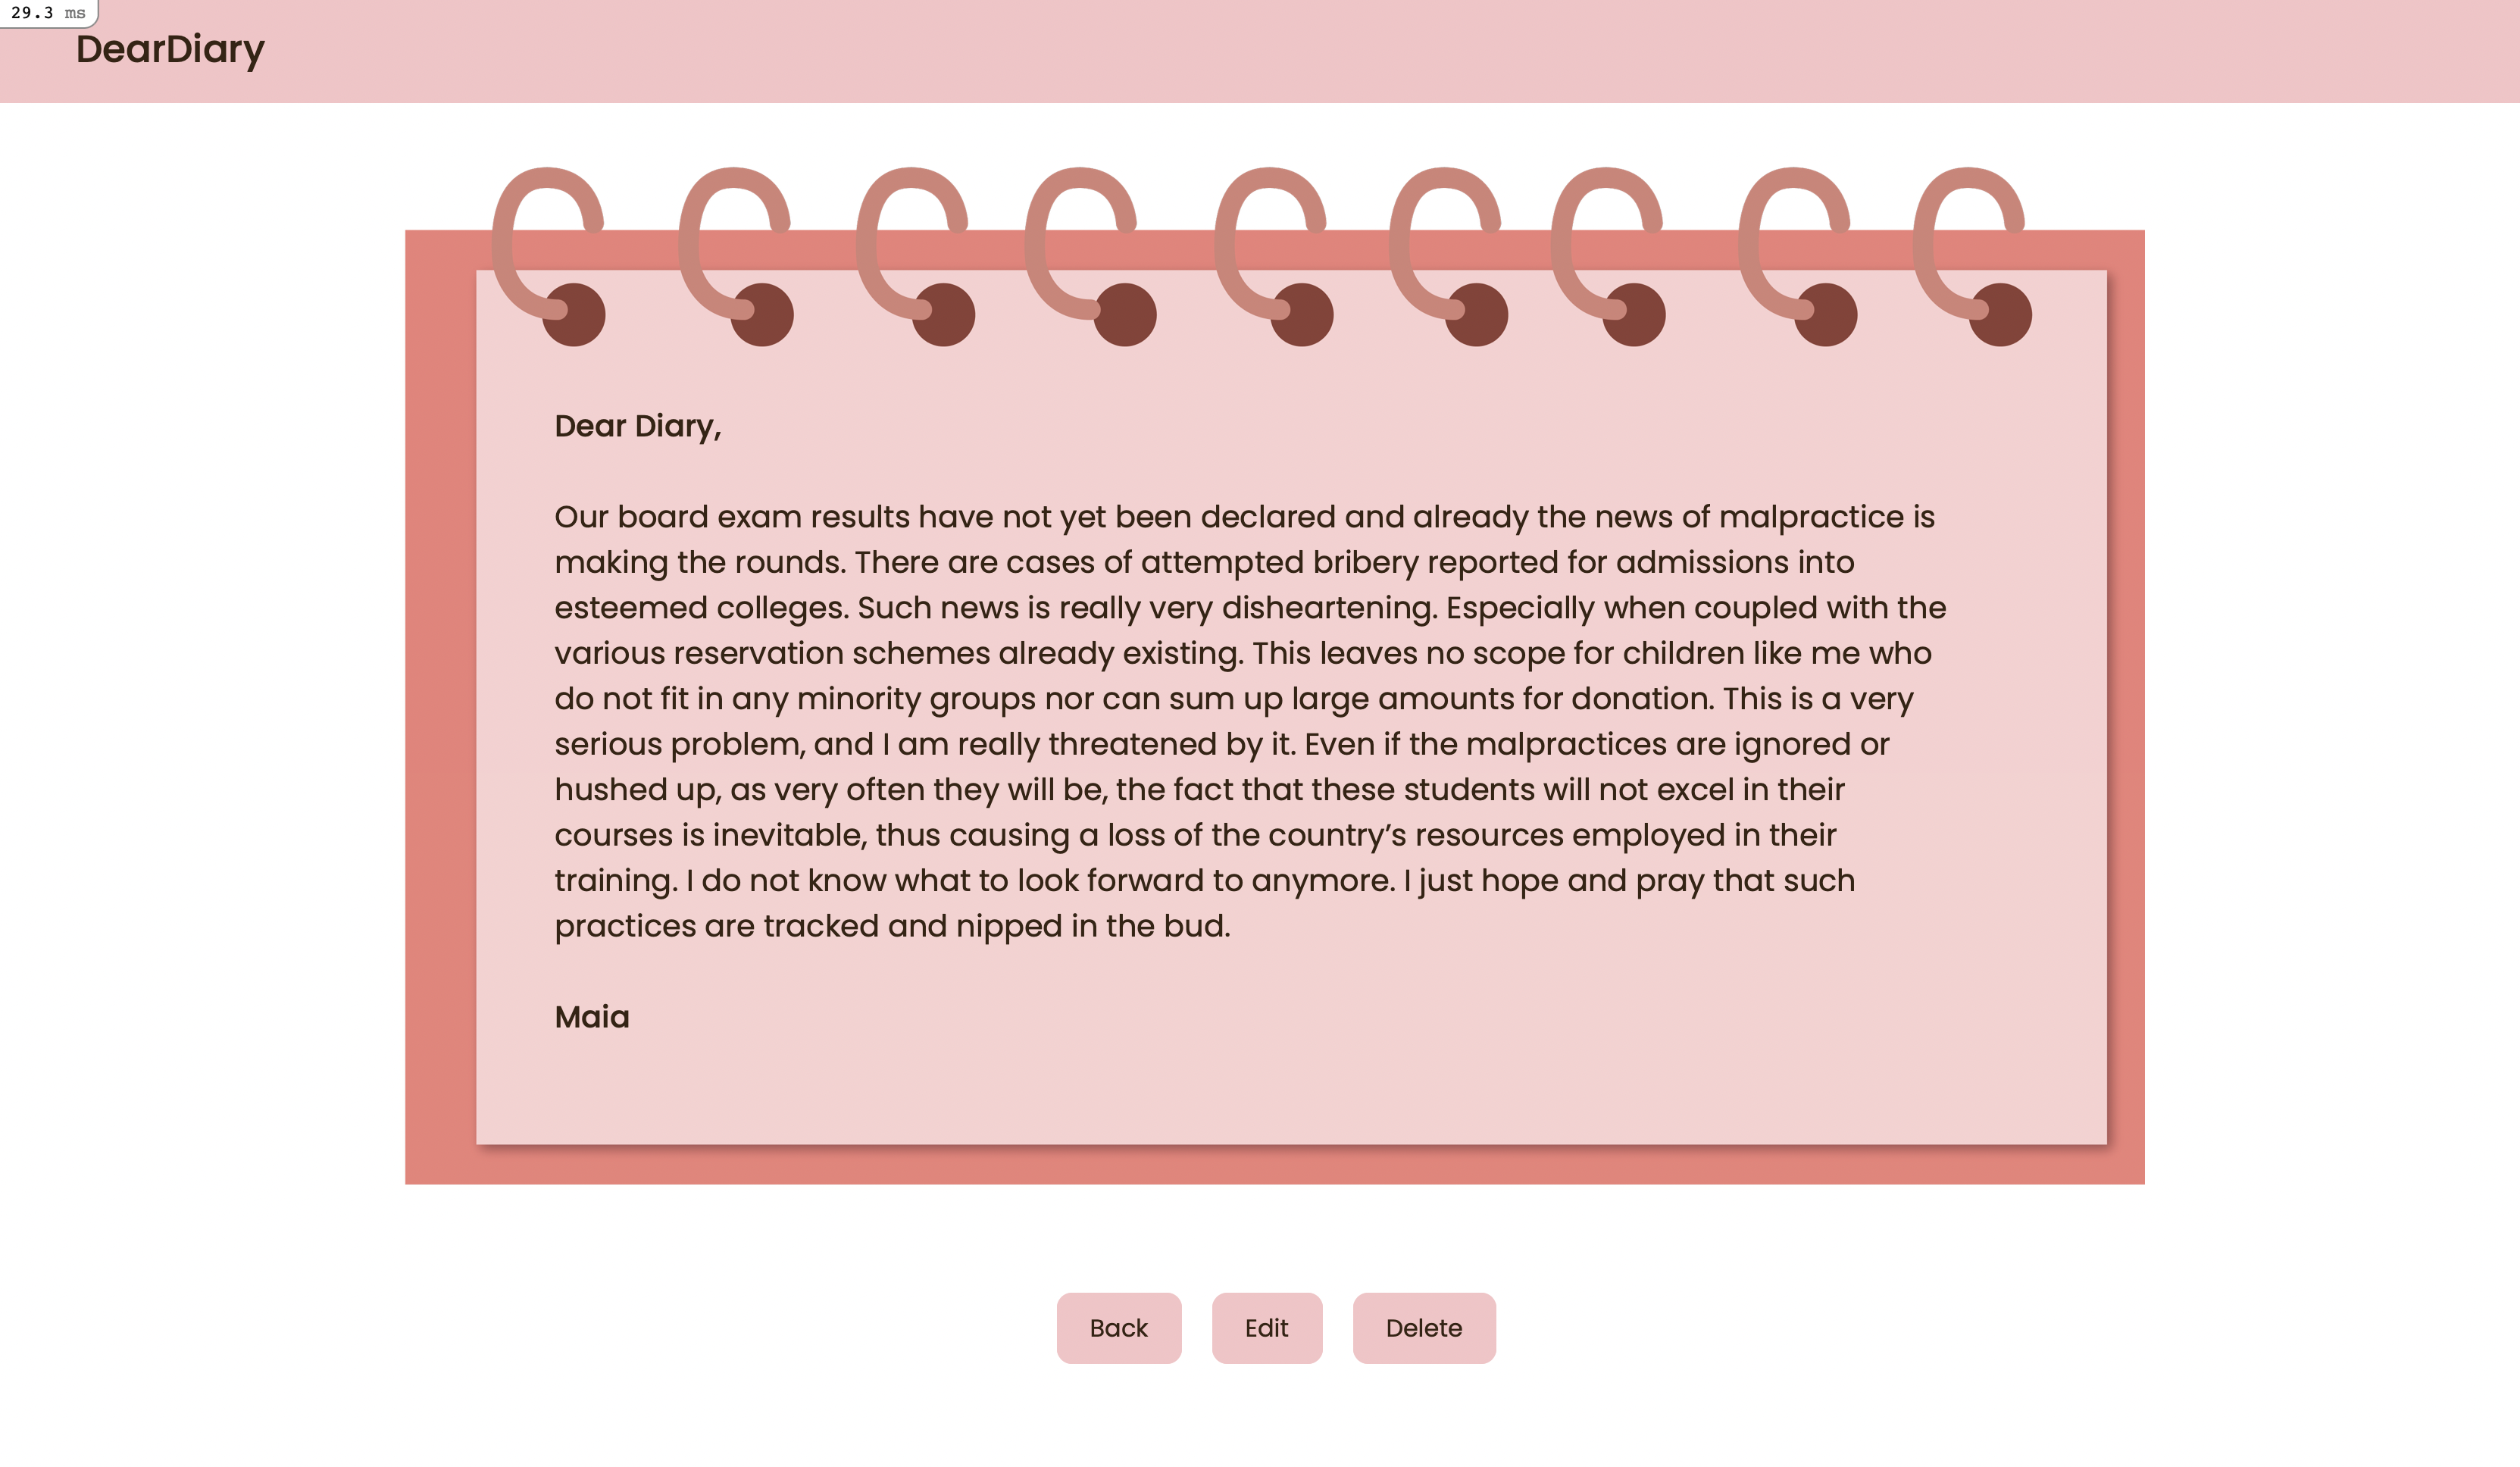 29.3 ms
DearDiary
Dear Diary,
Our board exam results have not yet been declared and already the news of malpractice is
making the rounds. There are cases of attempted bribery reported for admissions into
esteemed colleges. Such news is really very disheartening. Especially when coupled with the
various reservation schemes already existing. This leaves no scope for children like me who
do not fit in any minority groups nor can sum up large amounts for donation. This is a very
serious problem, and I am really threatened by it. Even if the malpractices are ignored or
hushed up, as very often they will be, the fact that these students will not excel in their
courses is inevitable, thus causing a loss of the country’s resources employed in their
training. I do not know what to look forward to anymore. I just hope and pray that such
practices are tracked and nipped in the bud.
Maia
Back Edit Delete